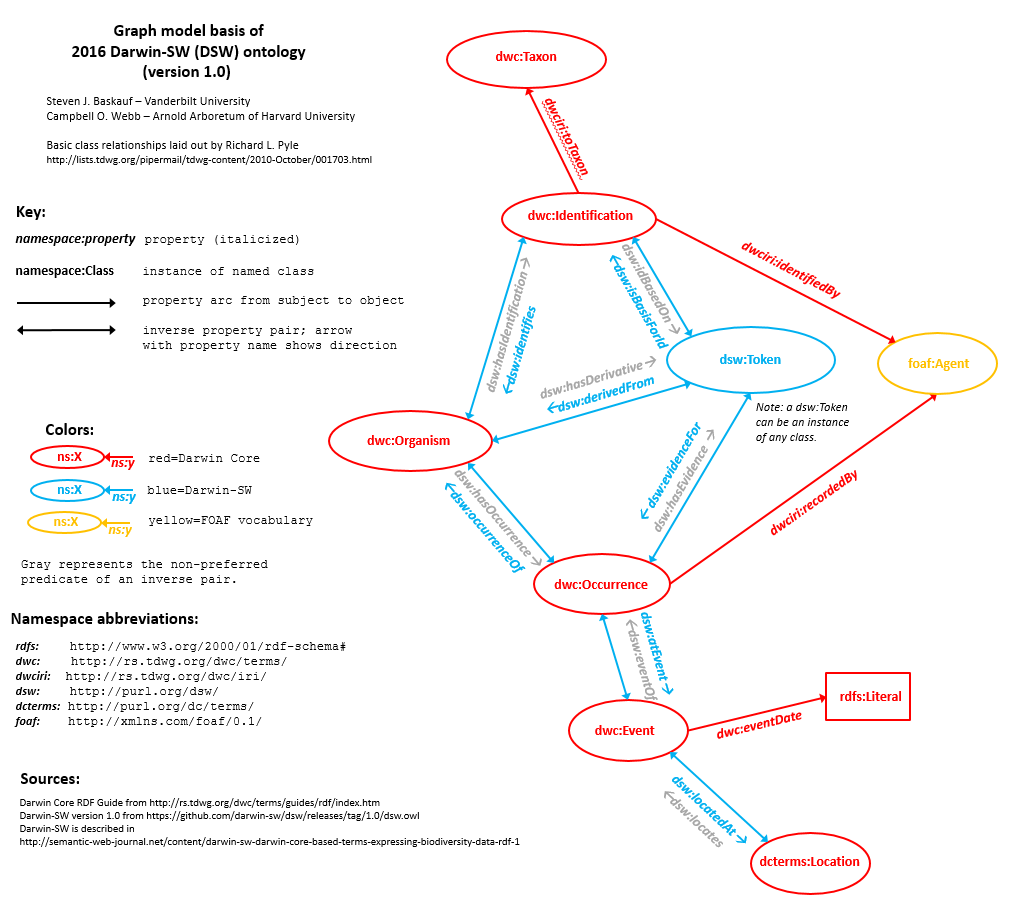 Graph model basis of
2016 Darwin-SW (DSW) ontology
(version 1.0)
Steven J. Baskauf – Vanderbilt University
Campbell O. Webb – Arnold Arboretum of Harvard University
Basic class relationships laid out by Richard L. Pyle
http://lists.tdwg.org/pipermail/tdwg-content/2010-October/001703.html
Key:
namespace:property property (italicized)
namespace:Class instance of named class
property arc from subject to object
inverse property pair; arrow
with property name shows direction
Colors:
ns:X ns:y red=Darwin Core
ns:X ns:y blue=Darwin-SW
ns:X ns:y yellow=FOAF vocabulary
Gray represents the non-preferred
predicate of an inverse pair.
Namespace abbreviations:
rdfs: http://www.w3.org/2000/01/rdf-schema#
dwc: http://rs.tdwg.org/dwc/terms/
dwciri: http://rs.tdwg.org/dwc/iri/
dsw: http://purl.org/dsw/
dcterms: http://purl.org/dc/terms/
foaf: http://xmlns.com/foaf/0.1/
Sources:
Darwin Core RDF Guide from http://rs.tdwg.org/dwc/terms/guides/rdf/index.htm
Darwin-SW version 1.0 from https://github.com/darwin-sw/dsw/releases/tag/1.0/dsw.owl
Darwin-SW is described in
http://semantic-web-journal.net/content/darwin-sw-darwin-core-based-terms-expressing-biodiversity-data-rdf-1
dwc:Taxon
dwciri:toTaxon
dwc:Identification
dwciri:identifiedBy
dsw:idBasedOn →
← dsw:isBasisForId
dsw:hasIdentification →
← dsw:identifies
dsw:Token
foaf:Agent
dsw:hasDerivative →
← dsw:derivedFrom
Note: a dsw:Token
can be an instance
of any class.
dwc:Organism
← dsw:evidenceFor
dsw:hasEvidence →
dsw:hasOccurrence →
← dsw:occurrenceOf
dwciri:recordedBy
dwc:Occurrence
dsw:atEvent →
← dsw:eventOf
dwc:Event
dwc:eventDate
rdfs:Literal
dsw:locatedAt →
← dsw:locates
dcterms:Location